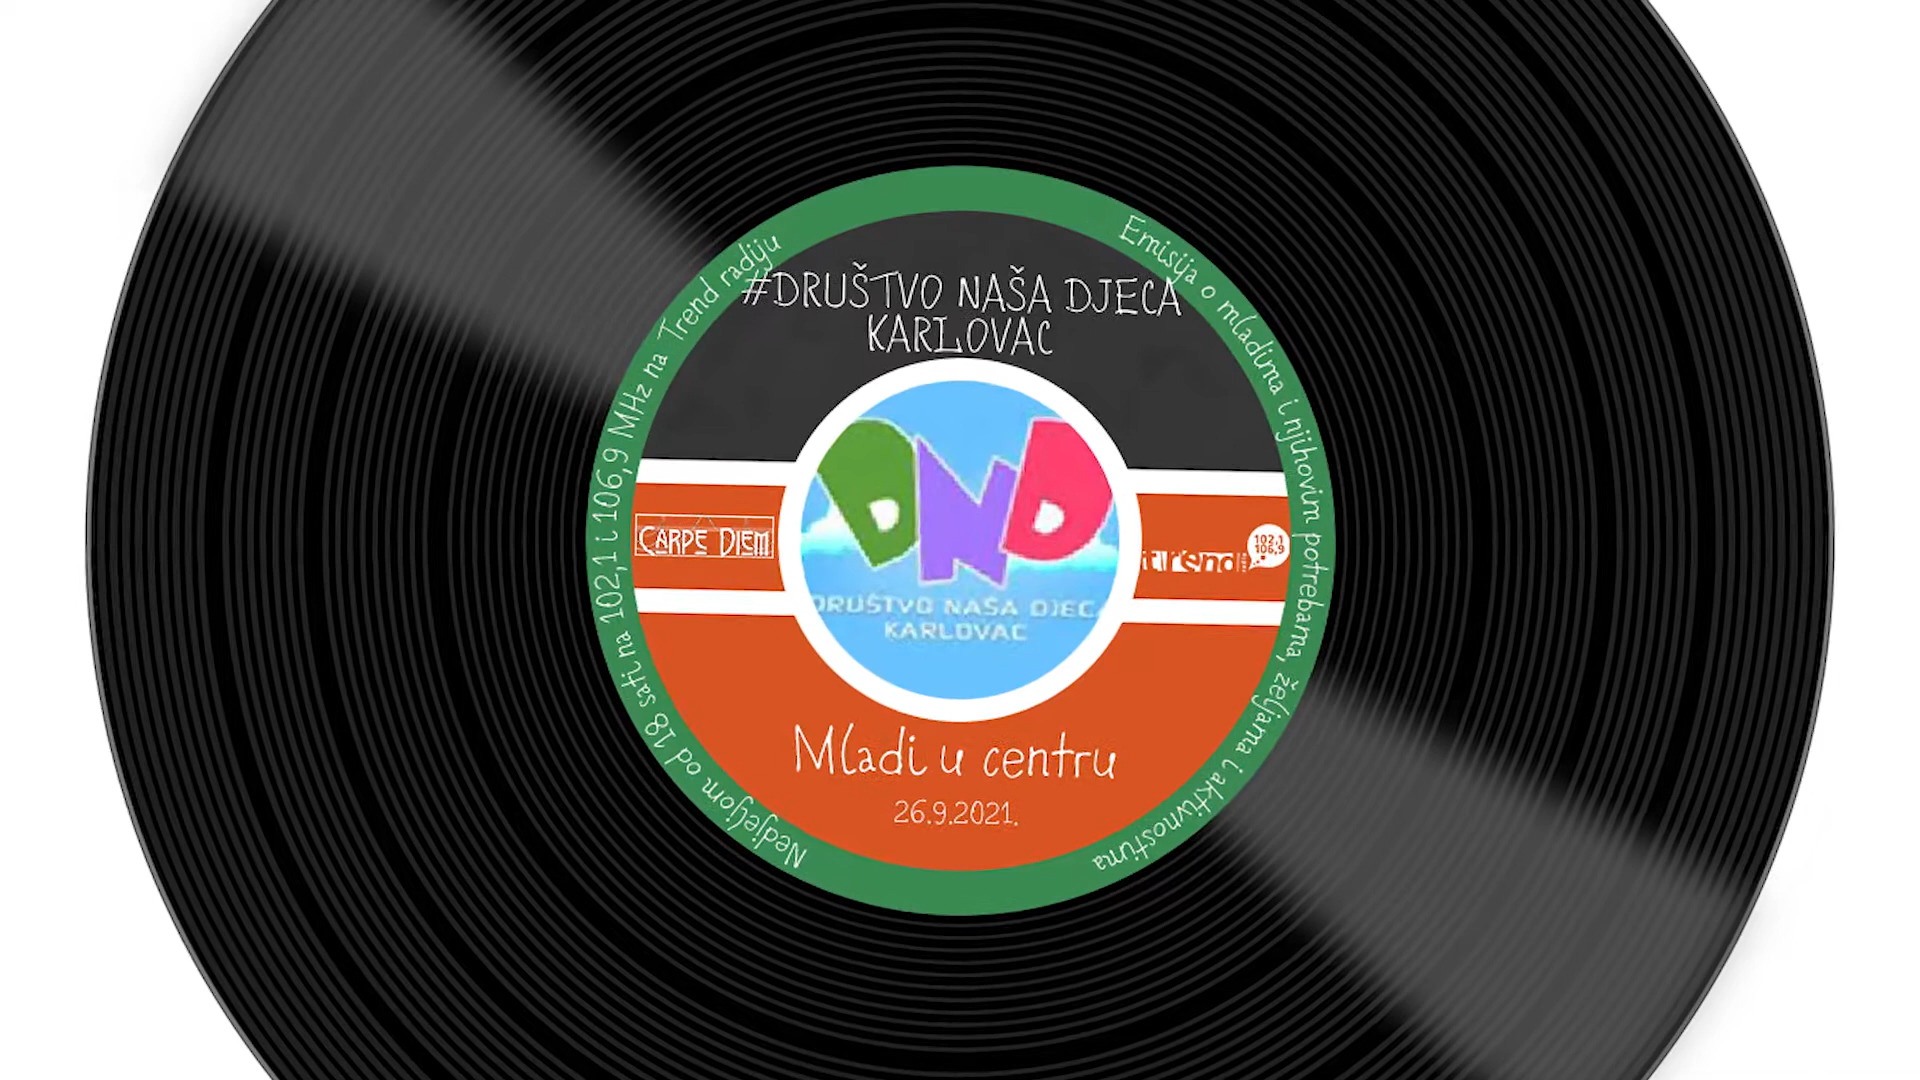 #DRUŠTVO NAŠA DJECA
KARLOVAC
Nedjeljom od 18 sati na 102,1 i 106,9 MHz na Trend radiju
Emisija o mladima i njihovim potrebama, željama i aktivnostima
CARPE DIEM
DND
DRUŠTVO NAŠA DJECA
KARLOVAC
trend
102,1
106,9
Mladi u centru
26.9.2021.